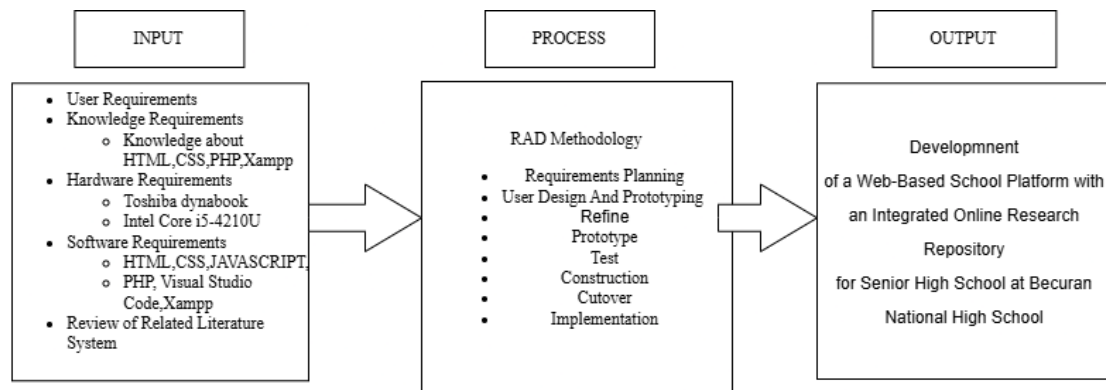 INPUT
User Requirements
Knowledge Requirements
Knowledge about
HTML,CSS,PHP,Xampp
Hardware Requirements
Toshiba dynabook
Intel Core i5-4210U
Software Requirements
HTML,CSS,JAVASCRIPT,
PHP, Visual Studio
Code,Xampp
Review of Related Literature
System
PROCESS
RAD Methodology
Requirements Planning
User Design And Prototyping
Refine
Prototype
Test
Construction
Cutover
Implementation
OUTPUT
Developmnent
of a Web-Based School Platform with
an Integrated Online Research
Repository
for Senior High School at Becuran
National High School